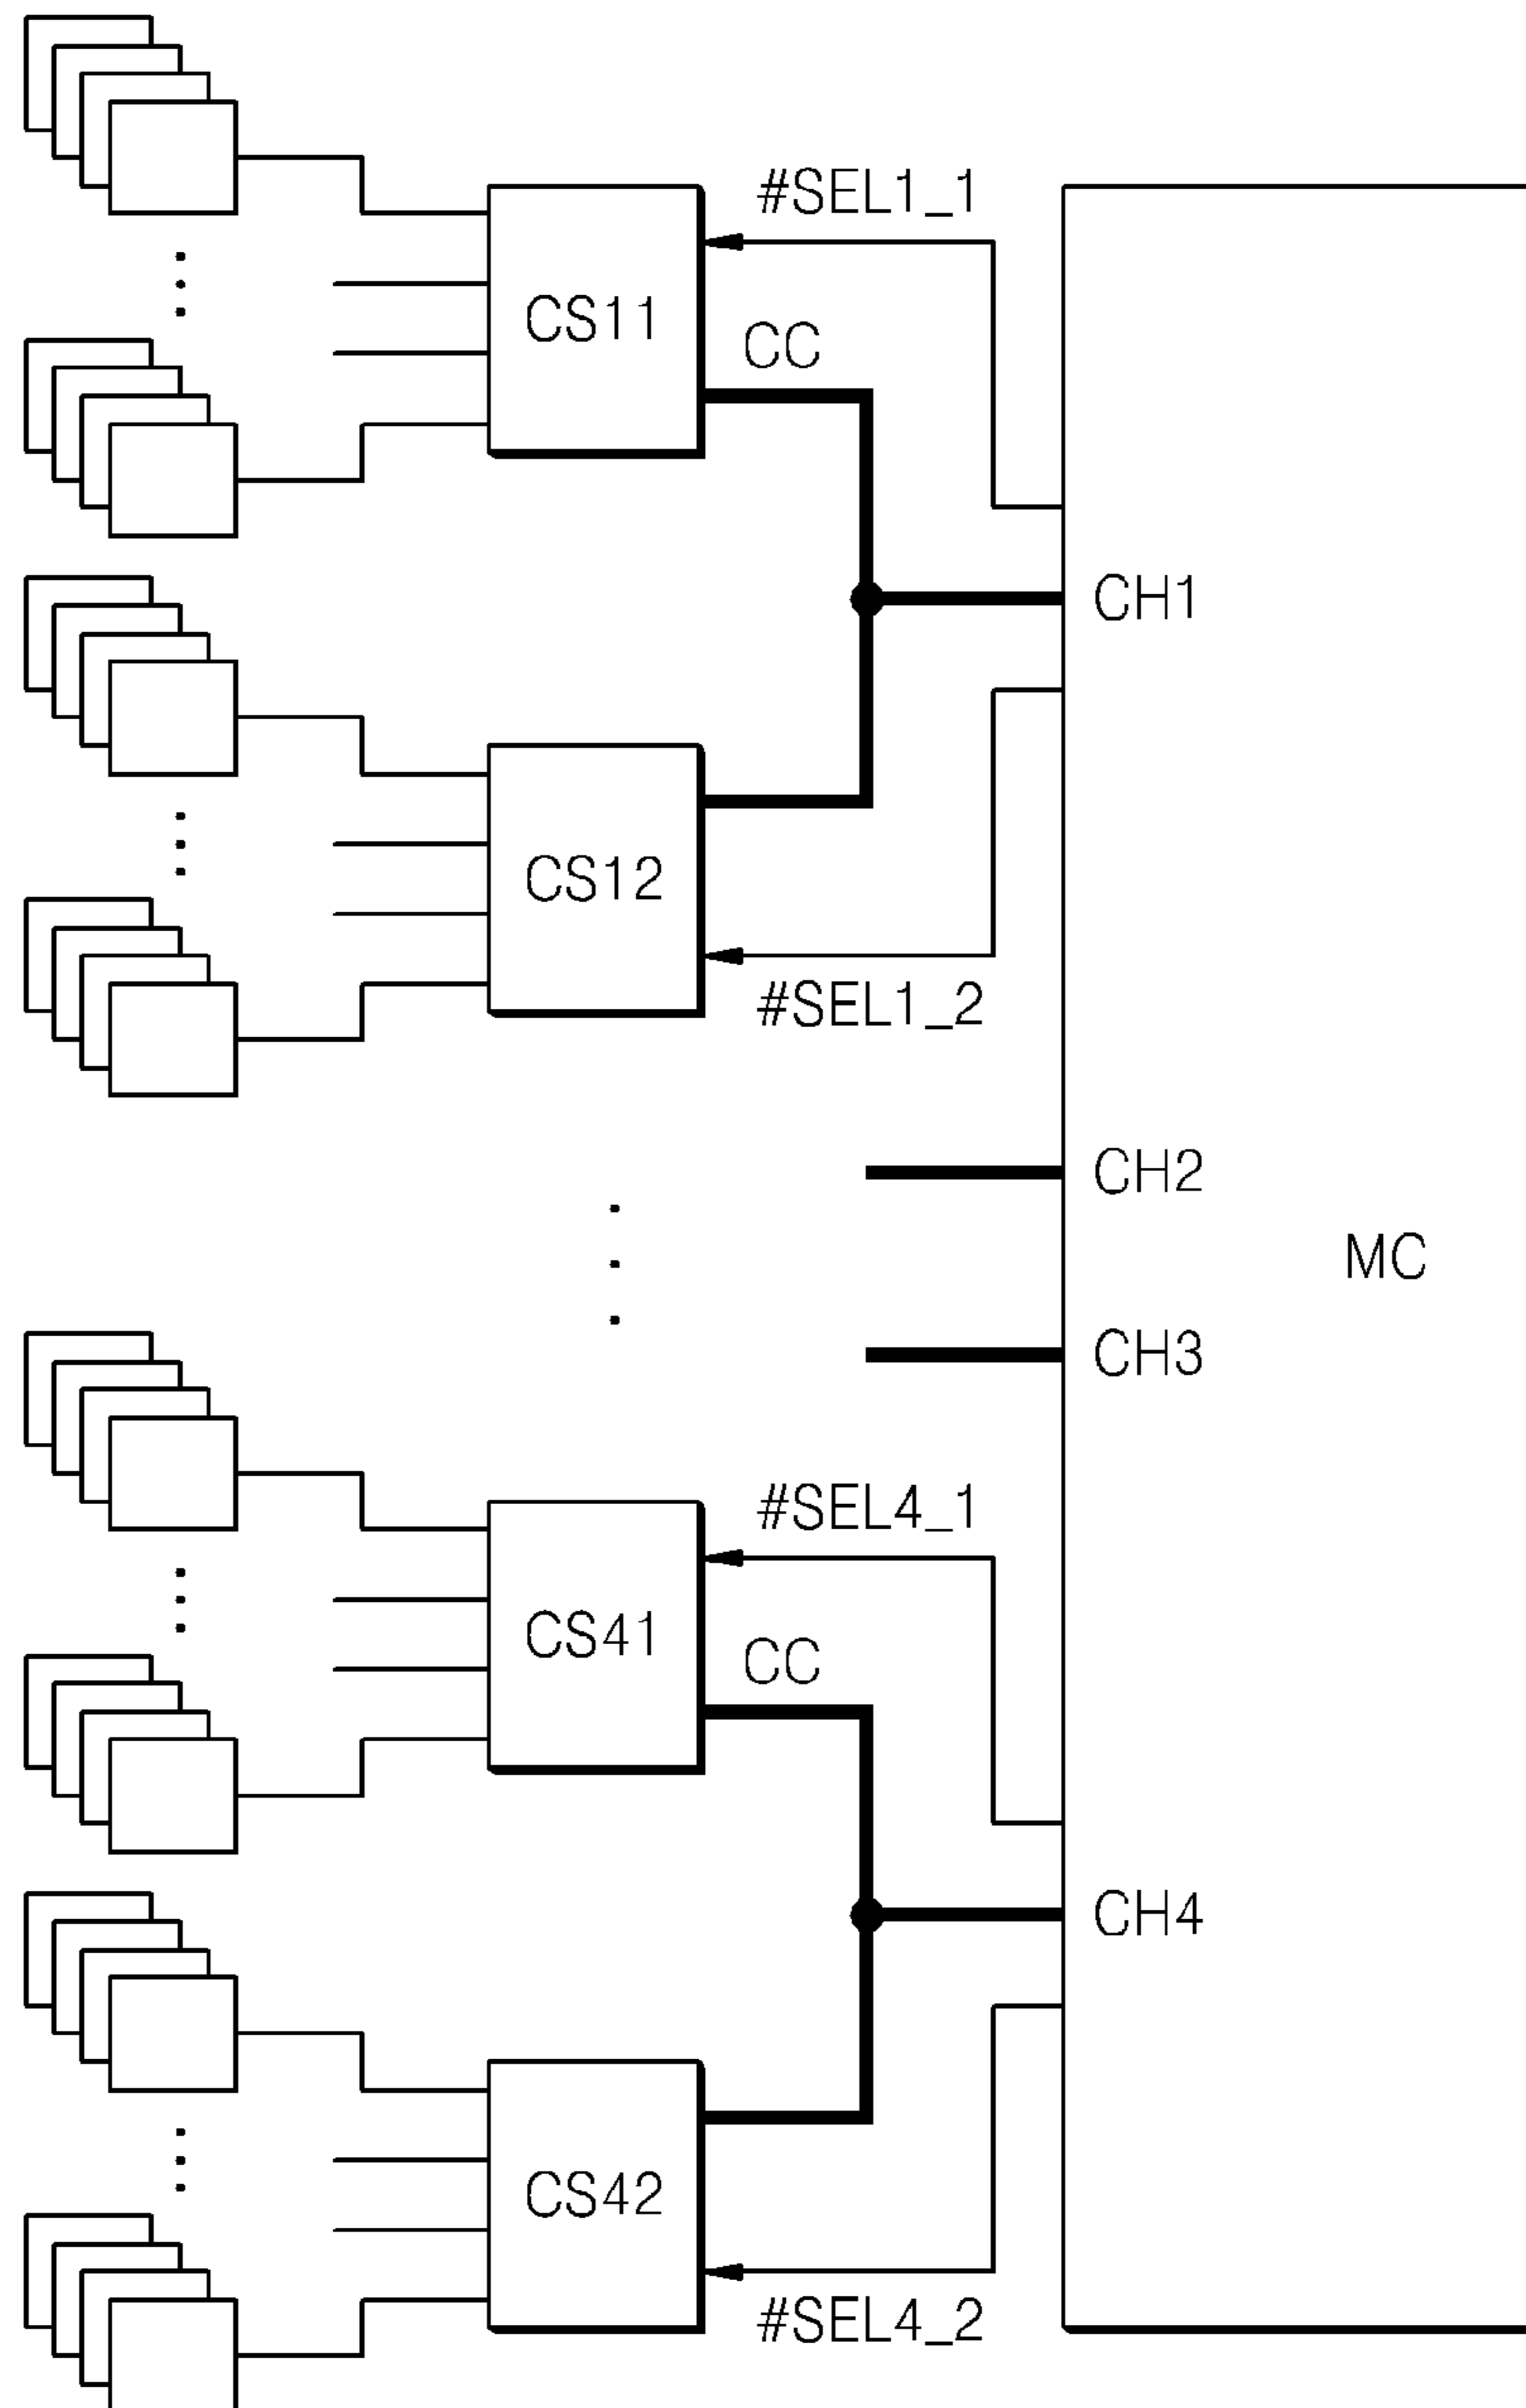 #SEL1_1
CS11
CC
CH1
CS12
#SEL1_2
CH2
MC
CH3
#SEL4_1
CS41
CC
CH4
CS42
#SEL4_2